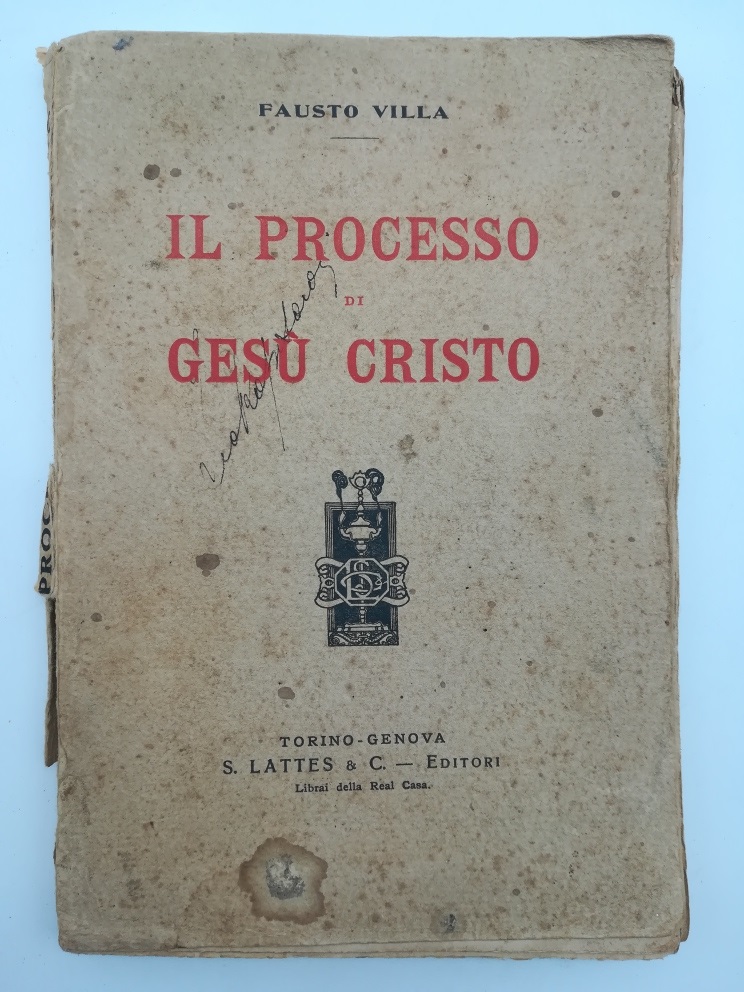 FAUSTO VILLA
IL PROCESSO
DI
GESÙ CRISTO
PROC
TORINO-GENOVA
S. LATTES & C. — EDITORI
Librai della Real Casa.